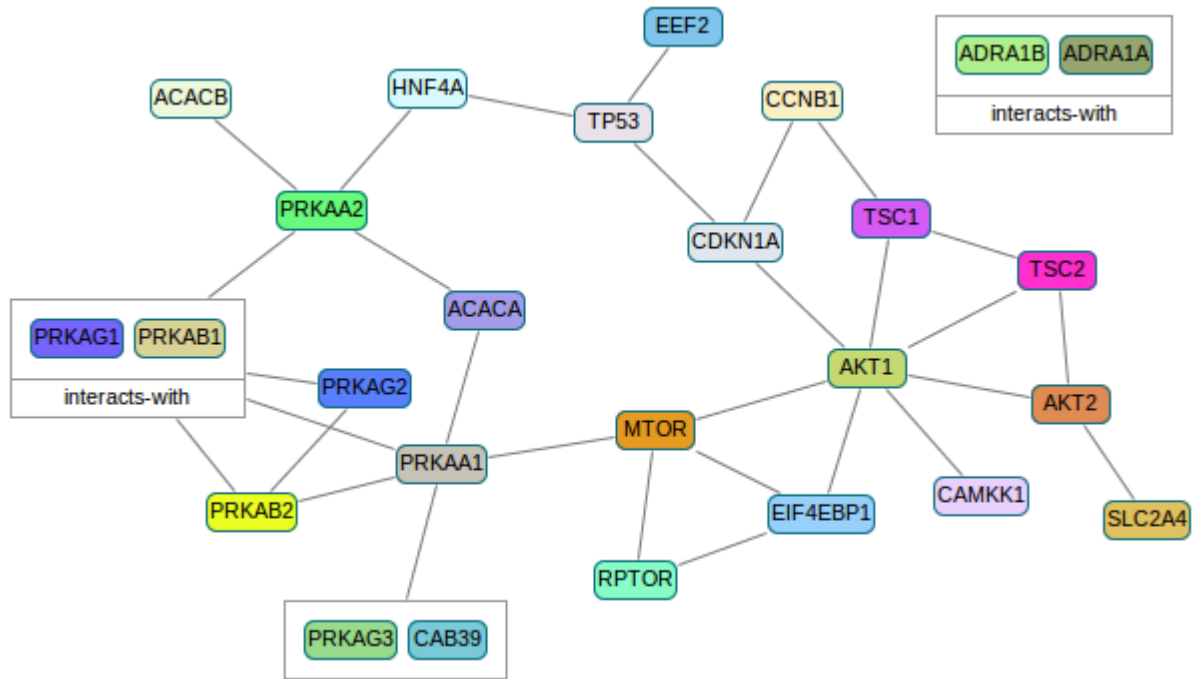 EEF2
ADRA1B ADRA1A
interacts-with
HNF4A
ACACB
CCNB1
TP53
PRKAA2
TSC1
CDKN1A
TSC2
ACACA
PRKAG1 PRKAB1
interacts-with
AKT1
PRKAG2
AKT2
MTOR
PRKAA1
CAMKK1
PRKAB2
EIF4EBP1
SLC2A4
RPTOR
PRKAG3 CAB39